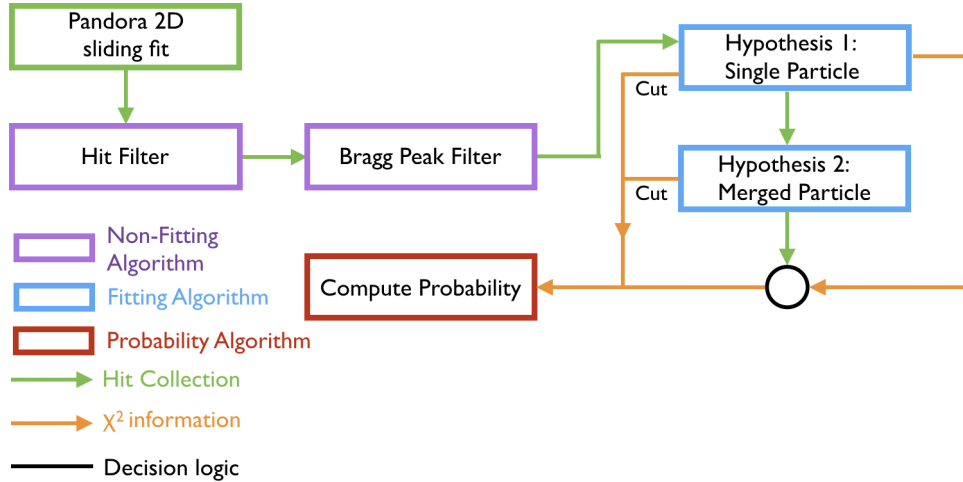 Pandora 2D
sliding fit
Hit Filter
Bragg Peak Filter
Hypothesis 1:
Single Particle
Cut
Hypothesis 2:
Merged Particle
Cut
Compute Probability
Non-Fitting
Algorithm
Fitting Algorithm
Probability Algorithm
Hit Collection
χ² information
Decision logic